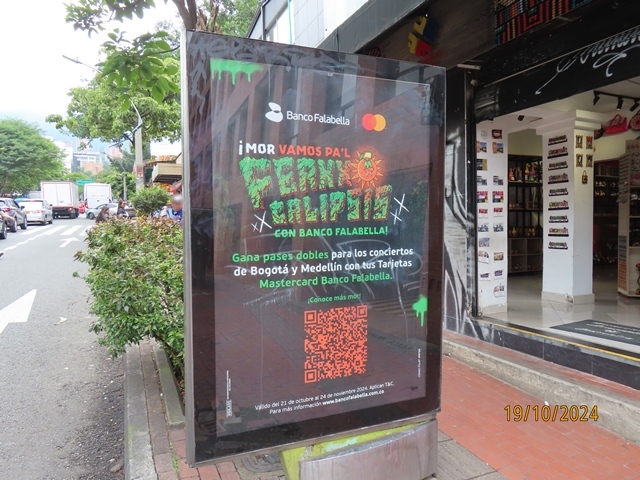 Banco Falabella
¡MOR VAMOS PA'L
FERXXO
CALIPSIS
CON BANCO FALABELLA!
Gana pases dobles para los conciertos
de Bogotá y Medellín con tus Tarjetas
Mastercard Banco Falabella.
¡Conoce más mor!
Válido del 21 de octubre al 24 de noviembre 2024. Aplican T&C.
Para más información www.bancofalabella.com.co
19/10/2024